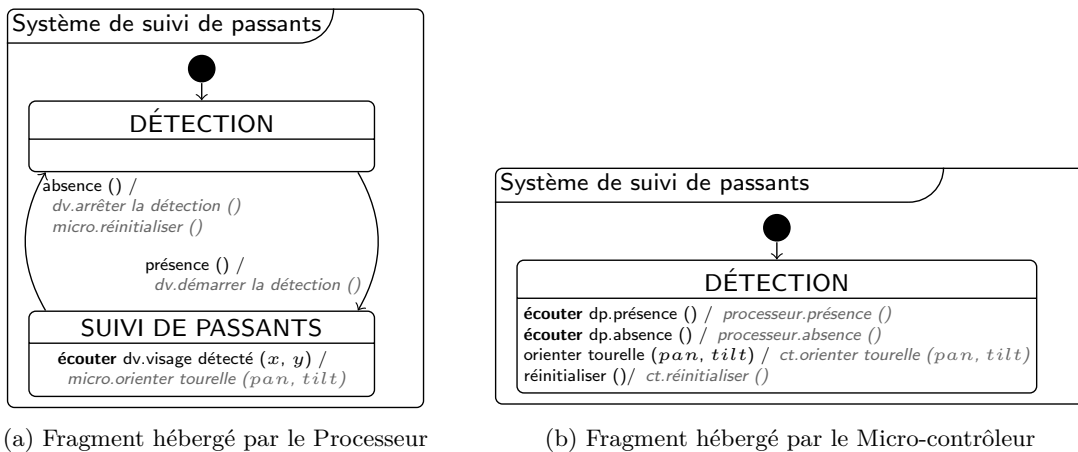 Système de suivi de passants
DÉTECTION
absence () /
dv.arrêter la détection ()
micro.réinitialiser ()
présence () /
dv.démarrer la détection ()
SUIVI DE PASSANTS
écouter dv.visage détecté (x, y) /
micro.orienter tourelle (pan, tilt)
(a) Fragment hébergé par le Processeur
Système de suivi de passants
DÉTECTION
écouter dp.présence () / processeur.présence ()
écouter dp.absence () / processeur.absence ()
orienter tourelle (pan, tilt) / ct.orienter tourelle (pan, tilt)
réinitialiser ()/ ct.réinitialiser ()
(b) Fragment hébergé par le Micro-contrôleur